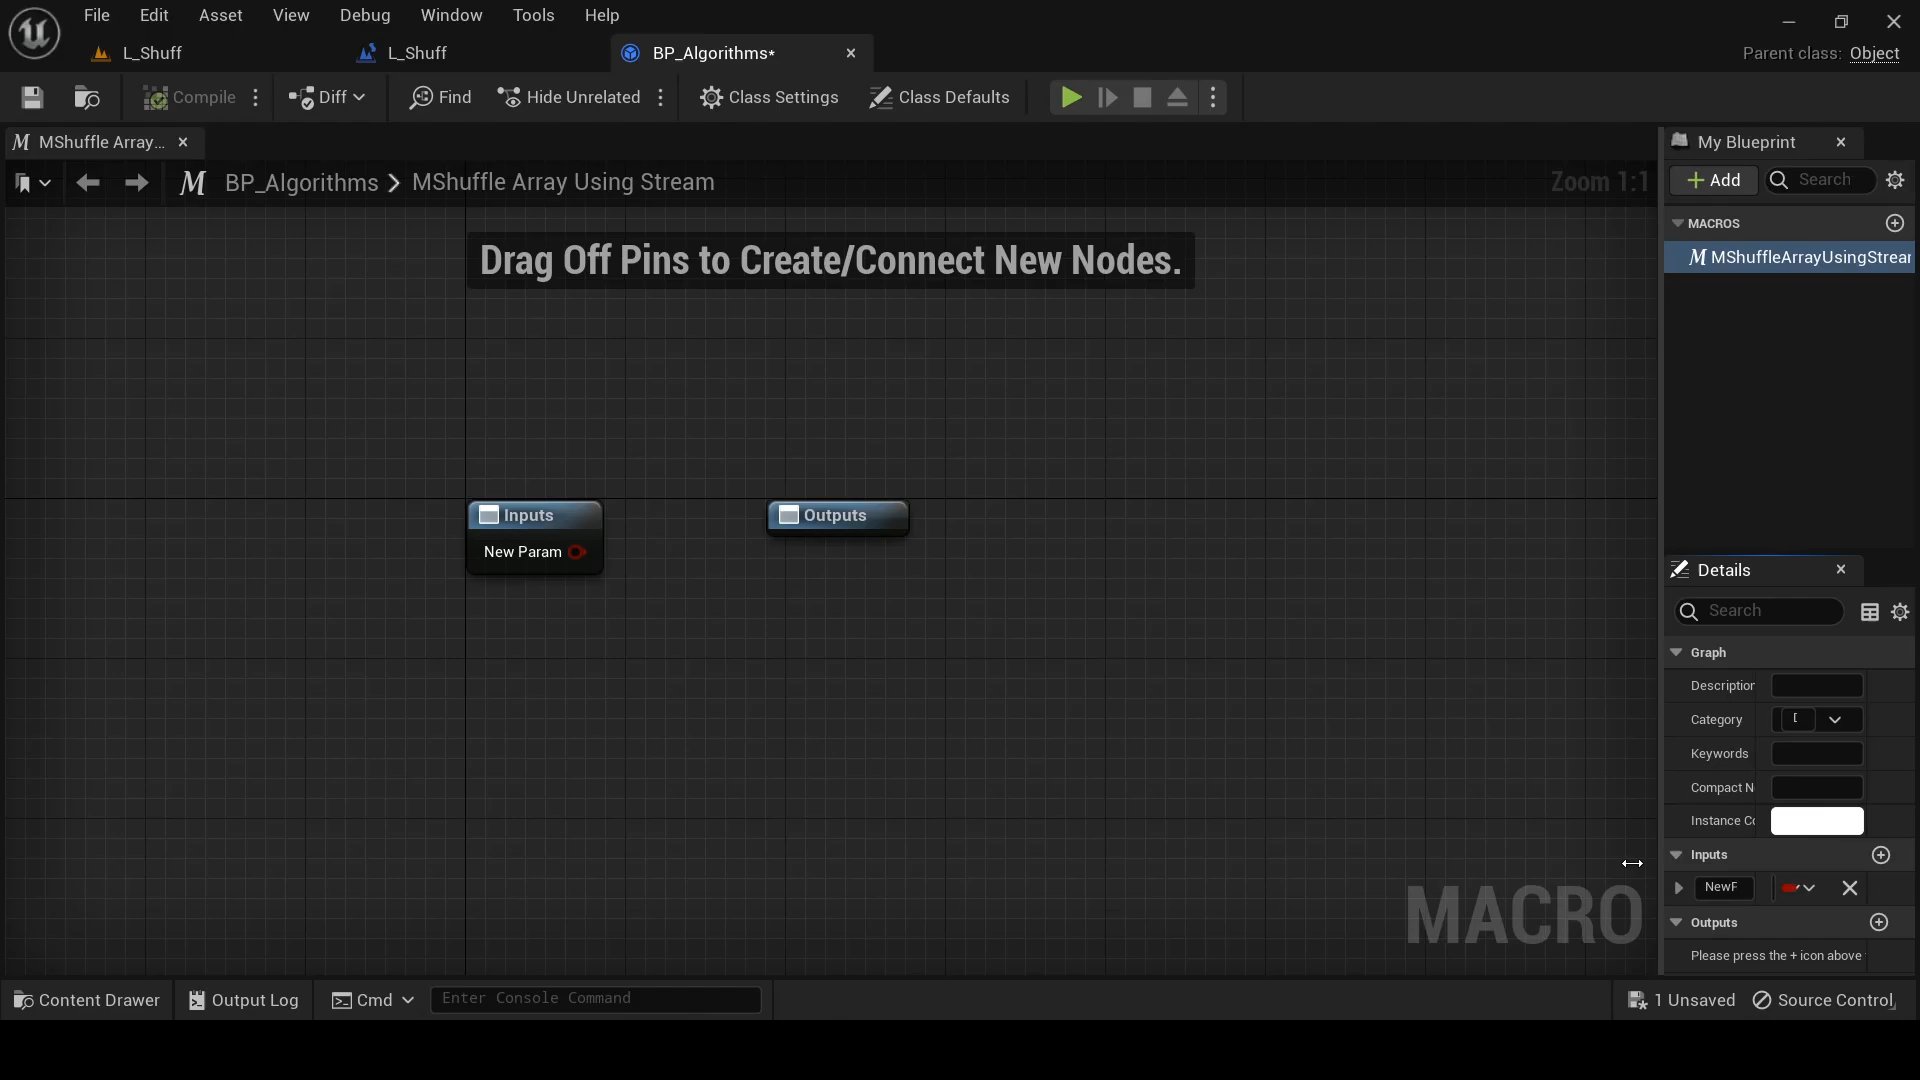 File Edit Asset View Debug Window Tools Help
L_Shuff L_Shuff BP_Algorithms* Parent class: Object
Compile Diff Find Hide Unrelated Class Settings Class Defaults
M MShuffle Array... My Blueprint
M BP_Algorithms > MShuffle Array Using Stream Zoom 1:1 + Add Search
MACROS
M MShuffleArrayUsingStrear
Drag Off Pins to Create/Connect New Nodes.
Inputs
New Param
Outputs
Details
Search
Graph
Description
Category [
Keywords
Compact N
Instance Co
Inputs
NewF
Outputs
Please press the + icon above
MACRO
Content Drawer Output Log Cmd Enter Console Command 1 Unsaved Source Control